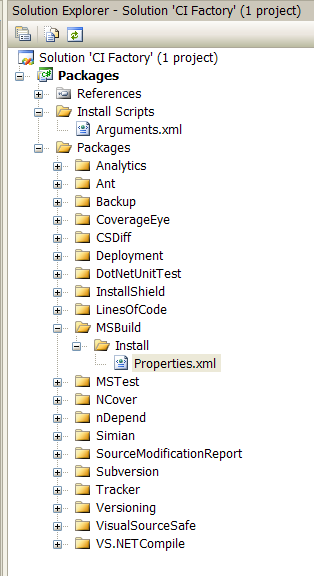 Solution Explorer - Solution 'CI Factory' (1 project)
Solution 'CI Factory' (1 project)
Packages
References
Install Scripts
Arguments.xml
Packages
Analytics
Ant
Backup
CoverageEye
CSDiff
Deployment
DotNetUnitTest
InstallShield
LinesOfCode
MSBuild
Install
Properties.xml
MSTest
NCover
nDepend
Simian
SourceModificationReport
Subversion
Tracker
Versioning
VisualSourceSafe
VS.NETCompile